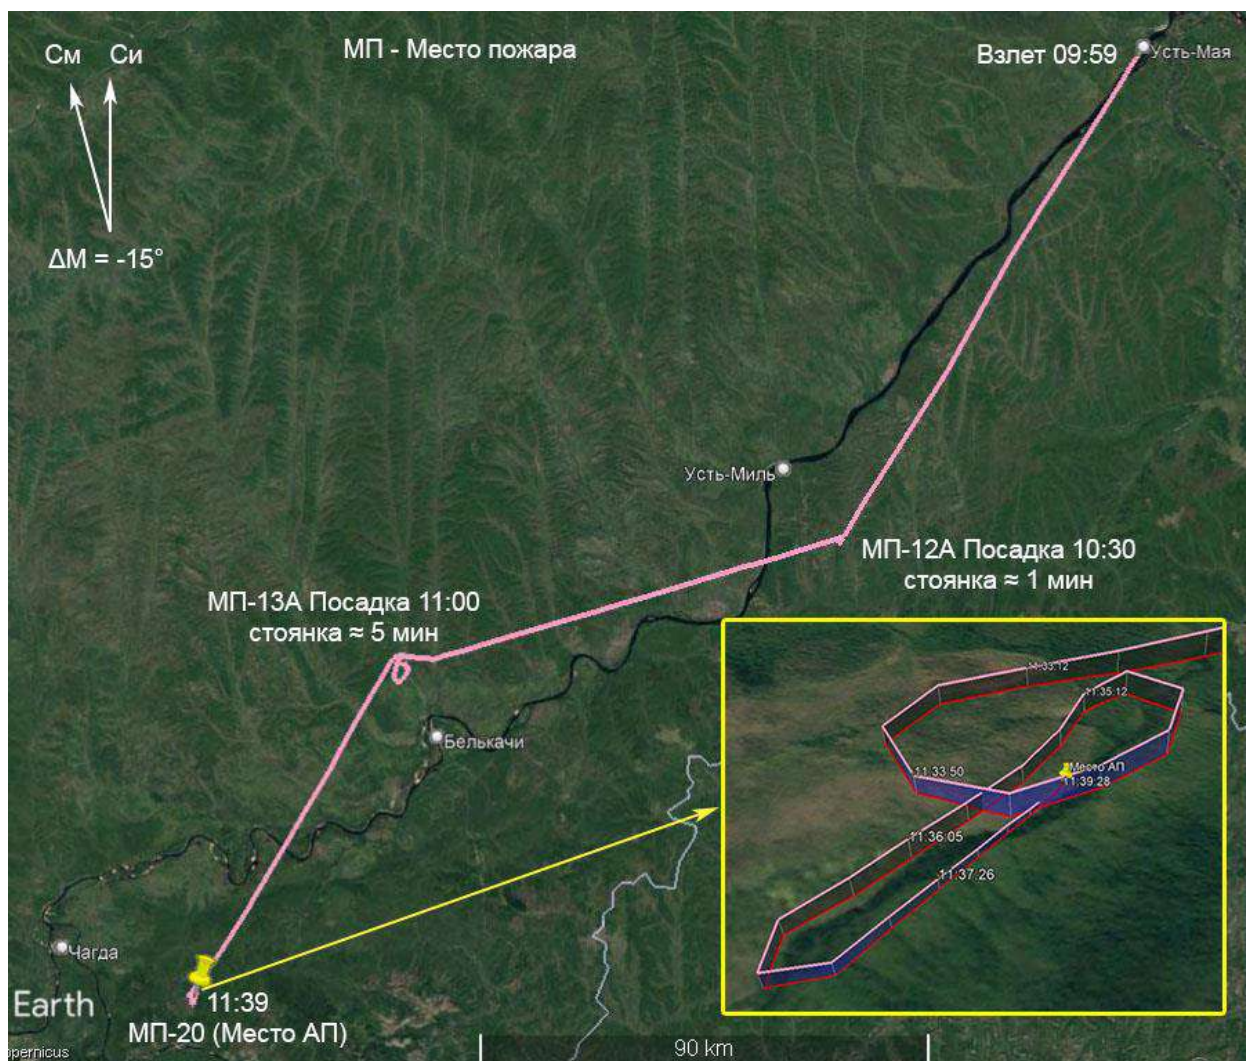 См Си
МП - Место пожара
Взлет 09:59
Усть-Мая
ΔМ = -15°
Усть-Миль
МП-12А Посадка 10:30
стоянка ≈ 1 мин
МП-13А Посадка 11:00
стоянка ≈ 5 мин
Белькачи
11:33:12
11:35:12
11:33:50
Место АП
11:39:28
11:36:05
11:37:26
Чагда
Earth
11:39
МП-20 (Место АП)
90 km
opernicus